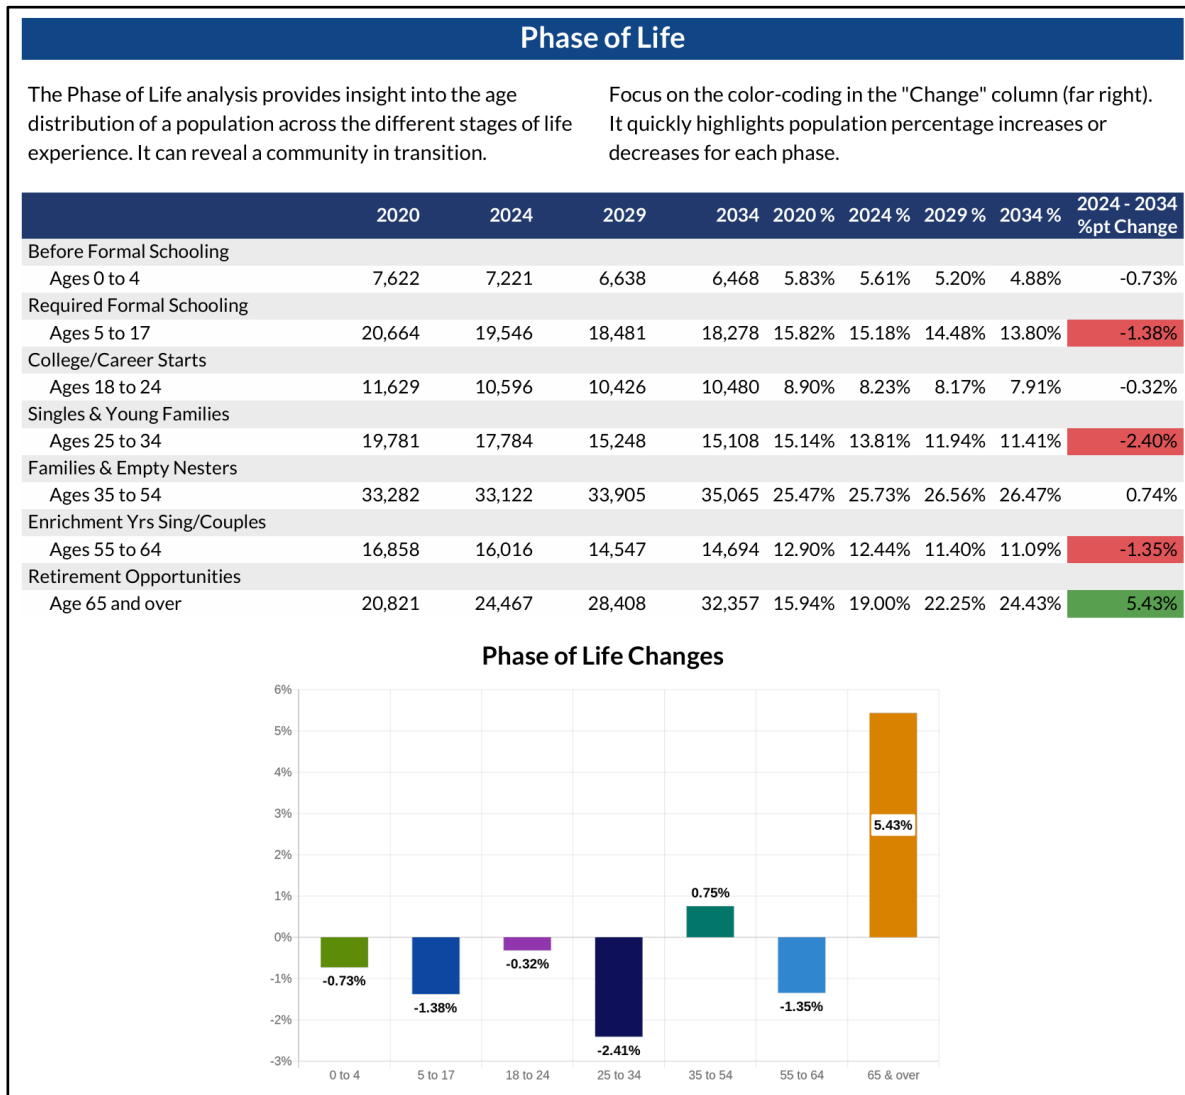 Phase of Life
The Phase of Life analysis provides insight into the age
distribution of a population across the different stages of life
experience. It can reveal a community in transition.
Focus on the color-coding in the "Change" column (far right).
It quickly highlights population percentage increases or
decreases for each phase.
2020 2024 2029 2034 2020 % 2024 % 2029 % 2034 % 2024 - 2034
%pt Change
Before Formal Schooling
Ages 0 to 4 7,622 7,221 6,638 6,468 5.83% 5.61% 5.20% 4.88% -0.73%
Required Formal Schooling
Ages 5 to 17 20,664 19,546 18,481 18,278 15.82% 15.18% 14.48% 13.80% -1.38%
College/Career Starts
Ages 18 to 24 11,629 10,596 10,426 10,480 8.90% 8.23% 8.17% 7.91% -0.32%
Singles & Young Families
Ages 25 to 34 19,781 17,784 15,248 15,108 15.14% 13.81% 11.94% 11.41% -2.40%
Families & Empty Nesters
Ages 35 to 54 33,282 33,122 33,905 35,065 25.47% 25.73% 26.56% 26.47% 0.74%
Enrichment Yrs Sing/Couples
Ages 55 to 64 16,858 16,016 14,547 14,694 12.90% 12.44% 11.40% 11.09% -1.35%
Retirement Opportunities
Age 65 and over 20,821 24,467 28,408 32,357 15.94% 19.00% 22.25% 24.43% 5.43%
Phase of Life Changes
6%
5%
4%
3%
2%
1%
0%
-1%
-2%
-3%
-0.73%
-1.38%
-0.32%
-2.41%
0.75%
-1.35%
5.43%
0 to 4 5 to 17 18 to 24 25 to 34 35 to 54 55 to 64 65 & over